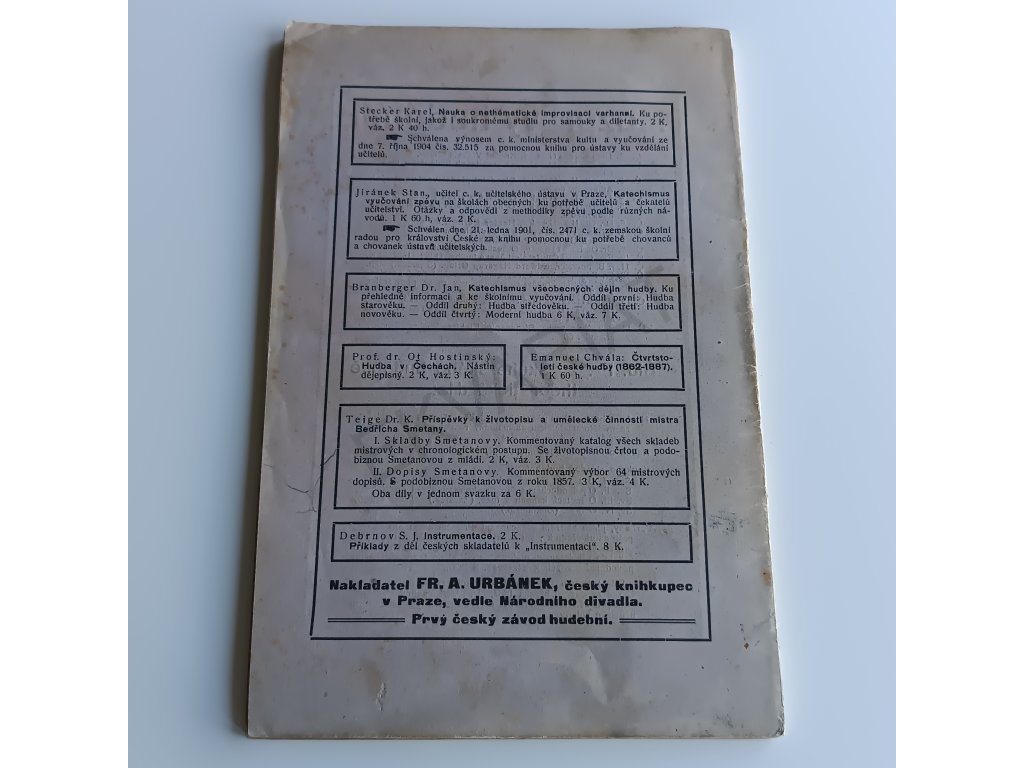 Stecker Karel, Nauka o nethématické improvisaci varhanní. Ku po-
třebě školní, jakož i soukromému studiu pro samouky a diletanty. 2 K,
váz. 2 K 40 h.
☛ Schválena výnosem c. k. ministerstva kultu a vyučování ze
dne 7. října 1904 čís. 32.515 za pomocnou knihu pro ústavy ku vzdělání
učitelů.
Jiránek Stan., učitel c. k. učitelského ústavu v Praze, Katechismus
vyučování zpěvu na školách obecných ku potřebě učitelů a čekatelů
učitelství. Otázky a odpovědi z methodiky zpěvu podle různých ná-
vodů. 1 K 60 h, váz. 2 K.
☛ Schválen dne 21. ledna 1901, čís. 2471 c. k. zemskou školní
radou pro království České za knihu pomocnou ku potřebě chovanců
a chovanek ústavů učitelských.
Branberger Dr. Jan, Katechismus všeobecných dějin hudby. Ku
přehledné informaci a ke školnímu vyučování. Oddíl první: Hudba
starověku. — Oddíl druhý: Hudba středověku. — Oddíl třetí: Hudba
novověku. — Oddíl čtvrtý: Moderní hudba 6 K, váz. 7 K.
Prof. dr. Ot Hostinský:
Hudba v Čechách. Nástin
dějepisný. 2 K, váz. 3 K.
Emanuel Chvála: Čtvrtsto-
letí české hudby (1862-1887).
1 K 60 h.
Teige Dr. K. Příspěvky k životopisu a umělecké činnosti mistra
Bedřicha Smetany.
I. Skladby Smetanovy. Kommentovaný katalog všech skladeb
mistrových v chronologickém postupu. Se životopisnou črtou a podo-
biznou Smetanovou z mládí. 2 K, váz. 3 K.
II. Dopisy Smetanovy. Kommentovaný výbor 64 mistrových
dopisů. S podobiznou Smetanovou z roku 1857. 3 K, váz. 4 K.
Oba díly v jednom svazku za 6 K.
Debrnov S. J. Instrumentace. 2 K.
Příklady z děl českých skladatelů k „Instrumentaci“. 8 K.
Nakladatel FR. A. URBÁNEK, český knihkupec
v Praze, vedle Národního divadla.
Prvý český závod hudební.